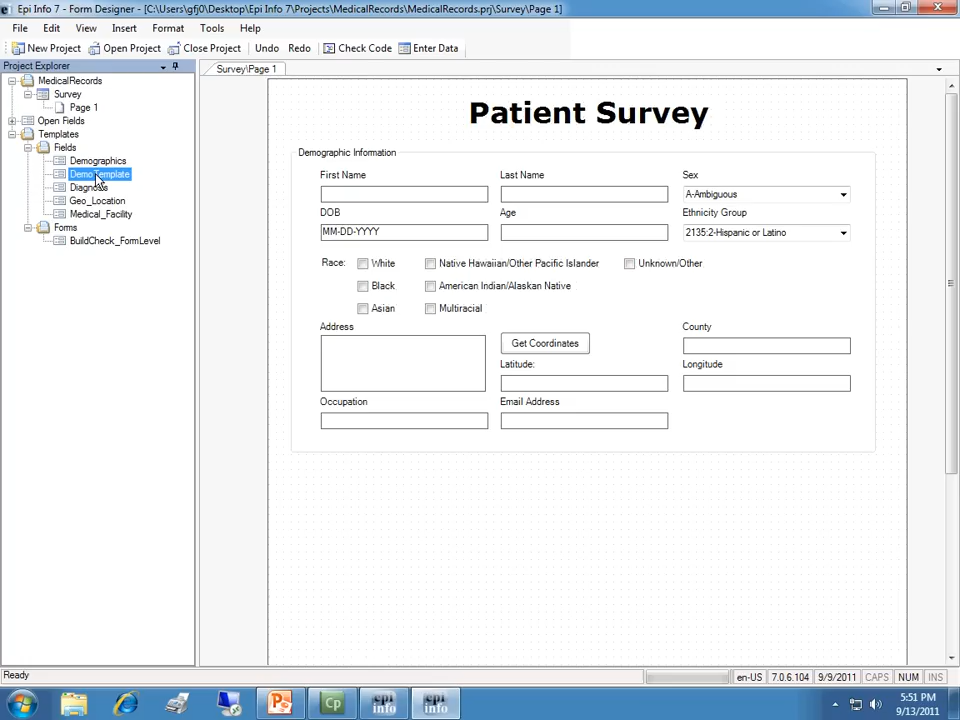 Epi Info 7 - Form Designer - [C:\Users\gfj0\Desktop\Epi Info 7\Projects\MedicalRecords\MedicalRecords.prj\Survey\Page 1]
File Edit View Insert Format Tools Help
New Project Open Project Close Project Undo Redo Check Code Enter Data
Project Explorer
MedicalRecords
Survey
Page 1
Open Fields
Templates
Fields
Demographics
DemoTemplate
Diagnosis
Geo_Location
Medical_Facility
Forms
BuildCheck_FormLevel
Survey\Page 1
Patient Survey
Demographic Information
First Name Last Name Sex
A-Ambiguous
DOB Age Ethnicity Group
MM-DD-YYYY 2135:2-Hispanic or Latino
Race: White Native Hawaiian/Other Pacific Islander Unknown/Other
Black American Indian/Alaskan Native
Asian Multiracial
Address County
Get Coordinates
Latitude: Longitude
Occupation Email Address
Ready en-US 7.0.6.104 9/9/2011 CAPS NUM INS
Cp epi info epi info
5:51 PM
9/13/2011